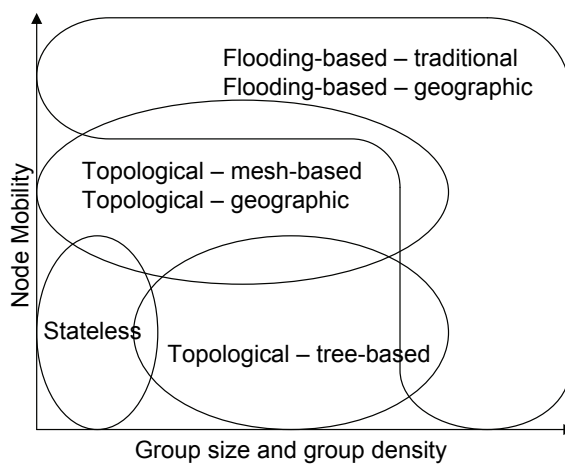 Flooding-based – traditional
Flooding-based – geographic
Topological – mesh-based
Topological – geographic
Node Mobility
Stateless
Topological – tree-based
Group size and group density